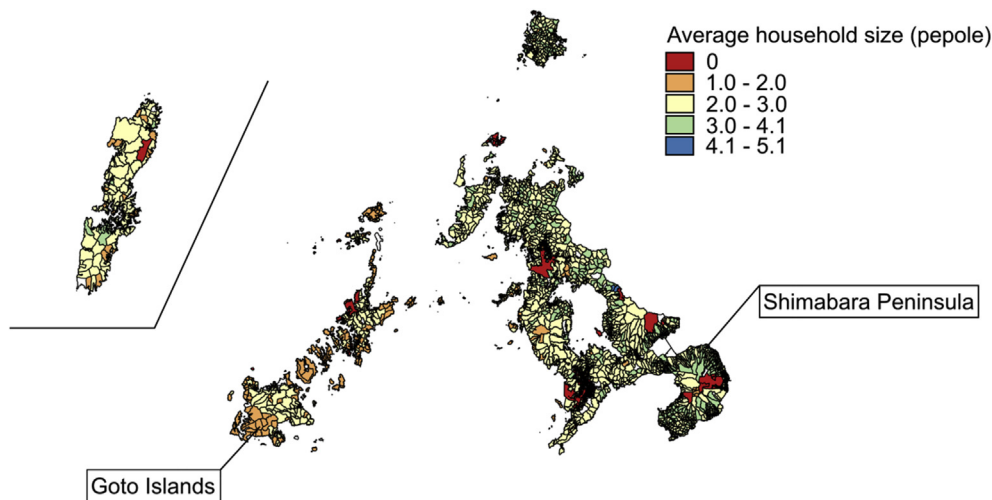 Average household size (pepole)
0
1.0 - 2.0
2.0 - 3.0
3.0 - 4.1
4.1 - 5.1
Shimabara Peninsula
Goto Islands